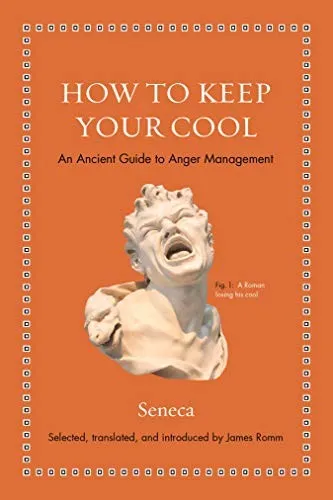 HOW TO KEEP
YOUR COOL
An Ancient Guide to Anger Management
Fig. 1: A Roman
losing his cool
Seneca
Selected, translated, and introduced by James Romm